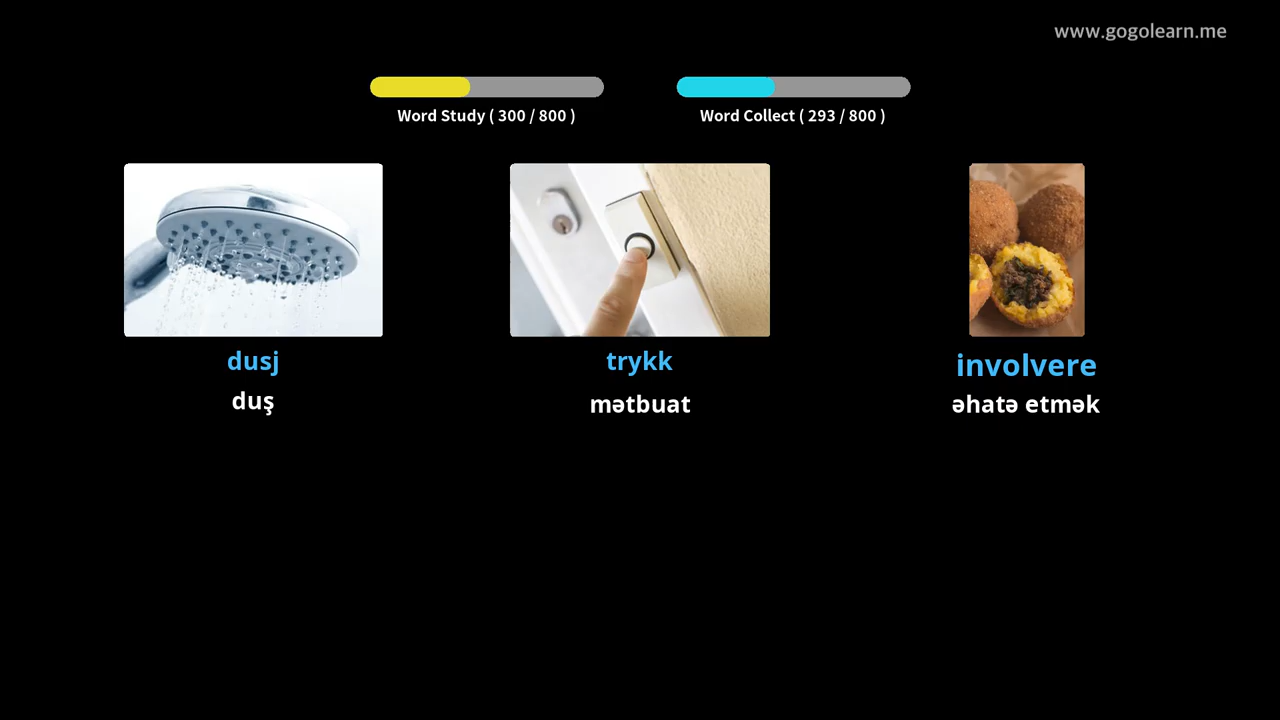 www.gogolearn.me
Word Study ( 300 / 800 )
Word Collect ( 293 / 800 )
dusj
trykk
involvere
duş
mətbuat
əhatə etmək